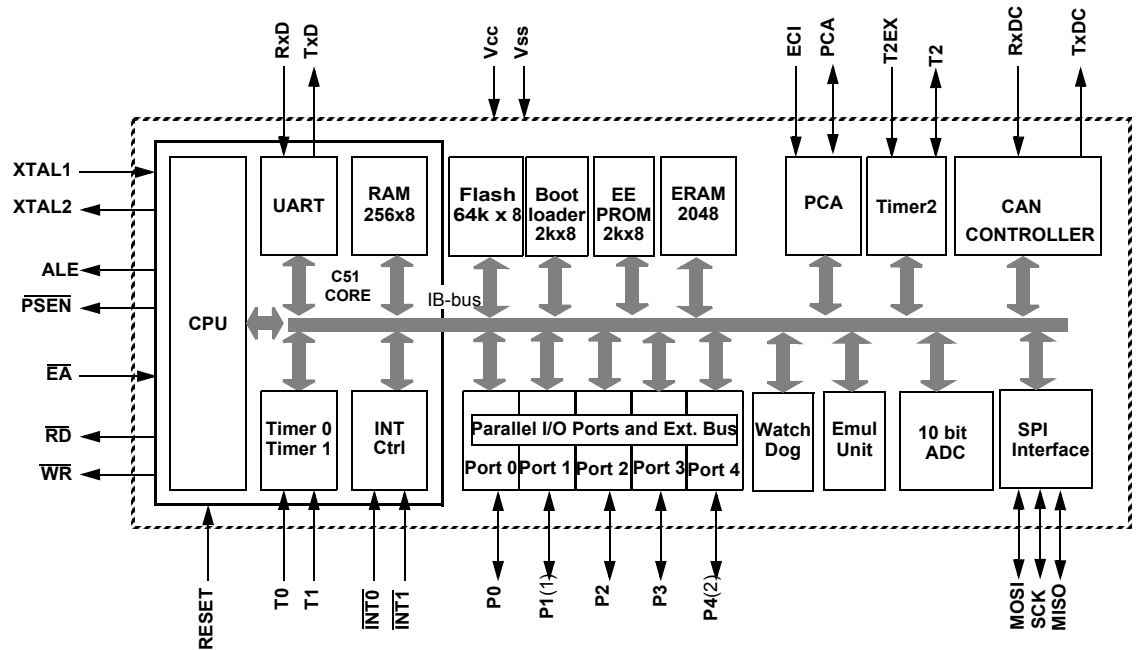 RxD
TxD
Vcc
Vss
ECI
PCA
T2EX
T2
RxDC
TxDC
XTAL1
XTAL2
ALE
PSEN
EA
RD
WR
CPU
UART
RAM
256x8
C51
CORE
IB-bus
Flash
64k x 8
Boot
loader
2kx8
EE
PROM
2kx8
ERAM
2048
PCA
Timer2
CAN
CONTROLLER
Timer 0
Timer 1
INT
Ctrl
Parallel I/O Ports and Ext. Bus
Port 0
Port 1
Port 2
Port 3
Port 4
Watch
Dog
Emul
Unit
10 bit
ADC
SPI
Interface
RESET
T0
T1
INT0
INT1
P0
P1(1)
P2
P3
P4(2)
MOSI
SCK
MISO